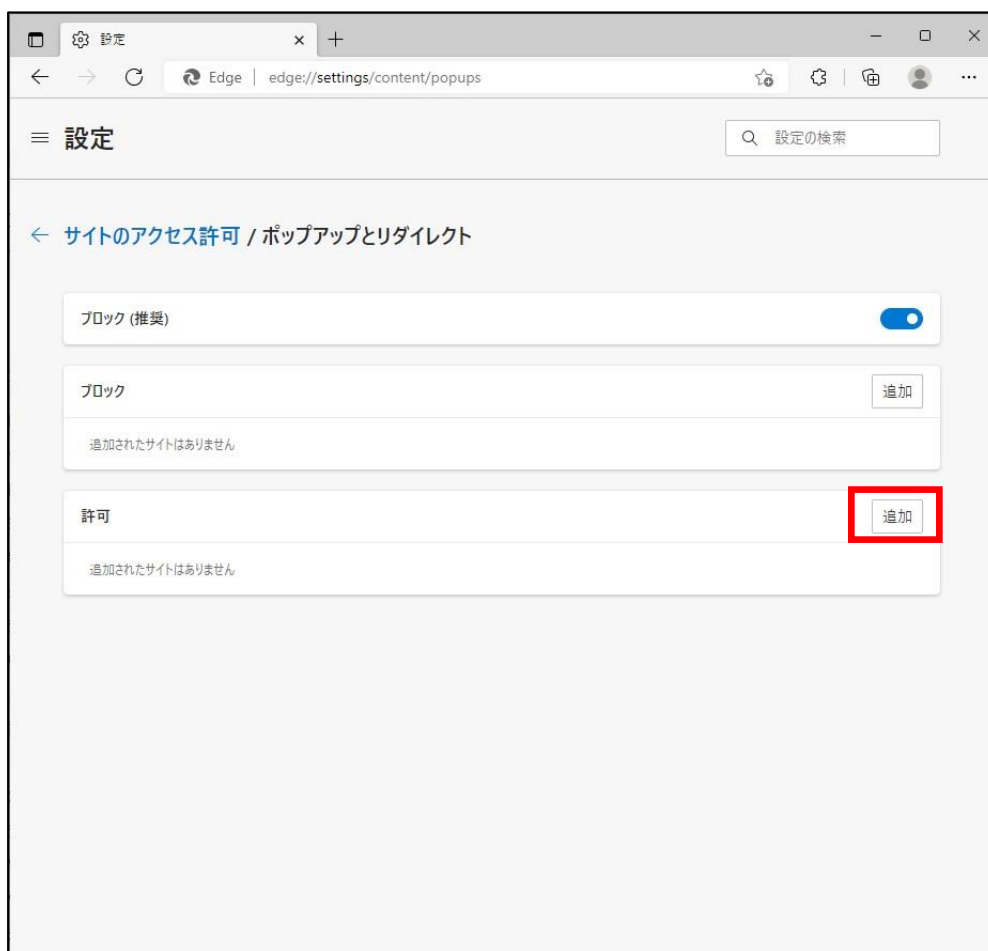 設定
Edge | edge://settings/content/popups
設定
設定の検索
サイトのアクセス許可 / ポップアップとリダイレクト
ブロック (推奨)
ブロック
追加
追加されたサイトはありません
許可
追加
追加されたサイトはありません